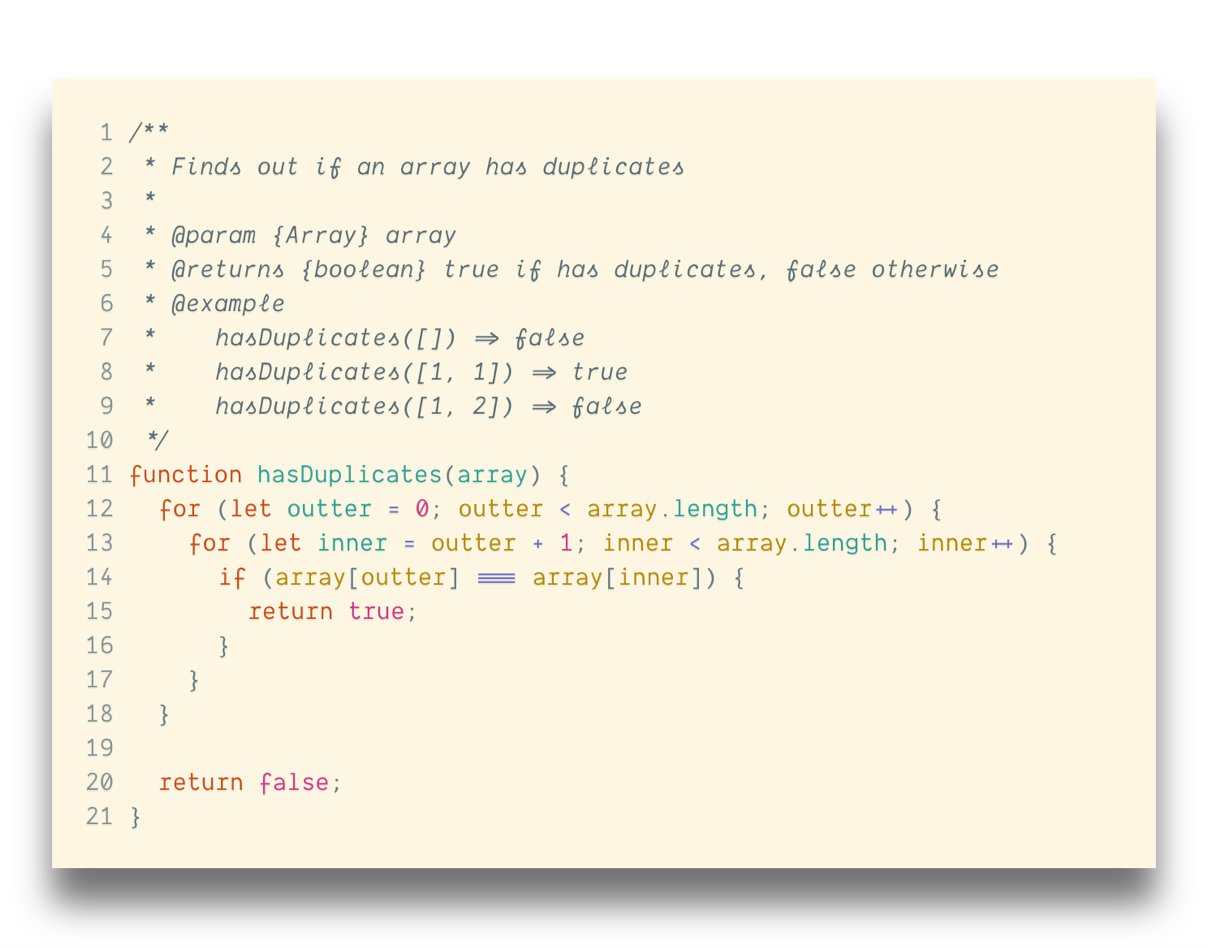 1 /**
2  * Finds out if an array has duplicates
3  *
4  * @param {Array} array
5  * @returns {boolean} true if has duplicates, false otherwise
6  * @example
7  *    hasDuplicates([]) => false
8  *    hasDuplicates([1, 1]) => true
9  *    hasDuplicates([1, 2]) => false
10  */
11 function hasDuplicates(array) {
12   for (let outter = 0; outter < array.length; outter++) {
13     for (let inner = outter + 1; inner < array.length; inner++) {
14       if (array[outter] === array[inner]) {
15         return true;
16       }
17     }
18   }
19
20   return false;
21 }